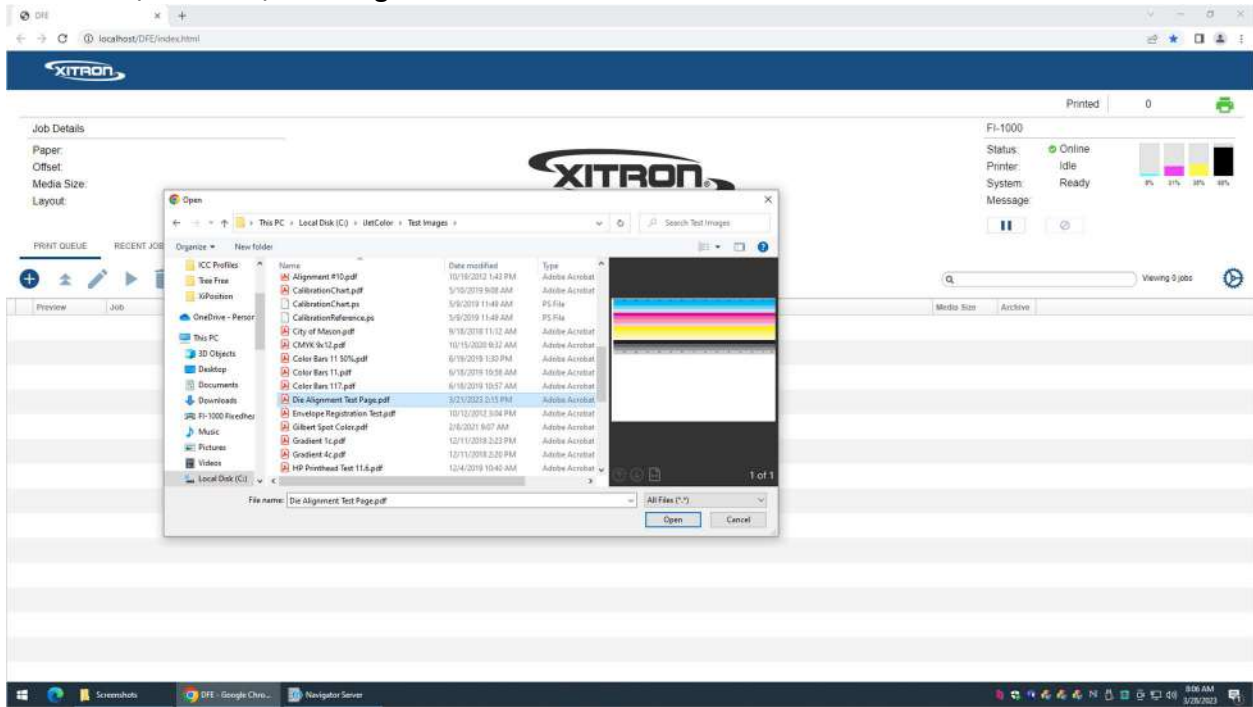 DFE
localhost/DFE/index.html
XITRON
Printed 0
Job Details
FI-1000
Paper:
Status: Online
Offset:
Printer: Idle
Media Size:
System: Ready
Layout:
Message:
XITRON
PRINT QUEUE RECENT JOB
Viewing 0 jobs
Preview Job Media Size Archive
Open
This PC Local Disk (C:) iJetColor Test Images
Search Test Images
Organize New folder
ICC Profiles
Tree Free
XiPosition
OneDrive - Person
This PC
3D Objects
Desktop
Documents
Downloads
FI-1000 Fixedhea
Music
Pictures
Videos
Local Disk (C:)
Name Date modified Type
Alignment #10.pdf 10/19/2012 1:43 PM Adobe Acrobat
CalibrationChart.pdf 5/10/2019 9:08 AM Adobe Acrobat
CalibrationChart.ps 5/9/2019 11:49 AM PS File
CalibrationReference.ps 5/9/2019 11:49 AM PS File
City of Mason.pdf 9/18/2018 11:12 AM Adobe Acrobat
CMYK 9x12.pdf 10/15/2020 9:32 AM Adobe Acrobat
Color Bars 11 50%.pdf 6/19/2019 1:33 PM Adobe Acrobat
Color Bars 11.pdf 6/18/2019 10:58 AM Adobe Acrobat
Color Bars 117.pdf 6/18/2019 10:57 AM Adobe Acrobat
Die Alignment Test Page.pdf 3/21/2023 2:15 PM Adobe Acrobat
Envelope Registration Test.pdf 10/12/2012 3:04 PM Adobe Acrobat
Gilbert Spot Color.pdf 2/8/2021 9:07 AM Adobe Acrobat
Gradient 1c.pdf 12/11/2018 2:23 PM Adobe Acrobat
Gradient 4c.pdf 12/11/2018 2:20 PM Adobe Acrobat
HP Printhead Test 11.6.pdf 12/4/2019 10:40 AM Adobe Acrobat
1 of 1
File name: Die Alignment Test Page.pdf All Files (*.*)
Open Cancel
Screenshots DFE - Google Chro... Navigator Server
8:06 AM
3/28/2023